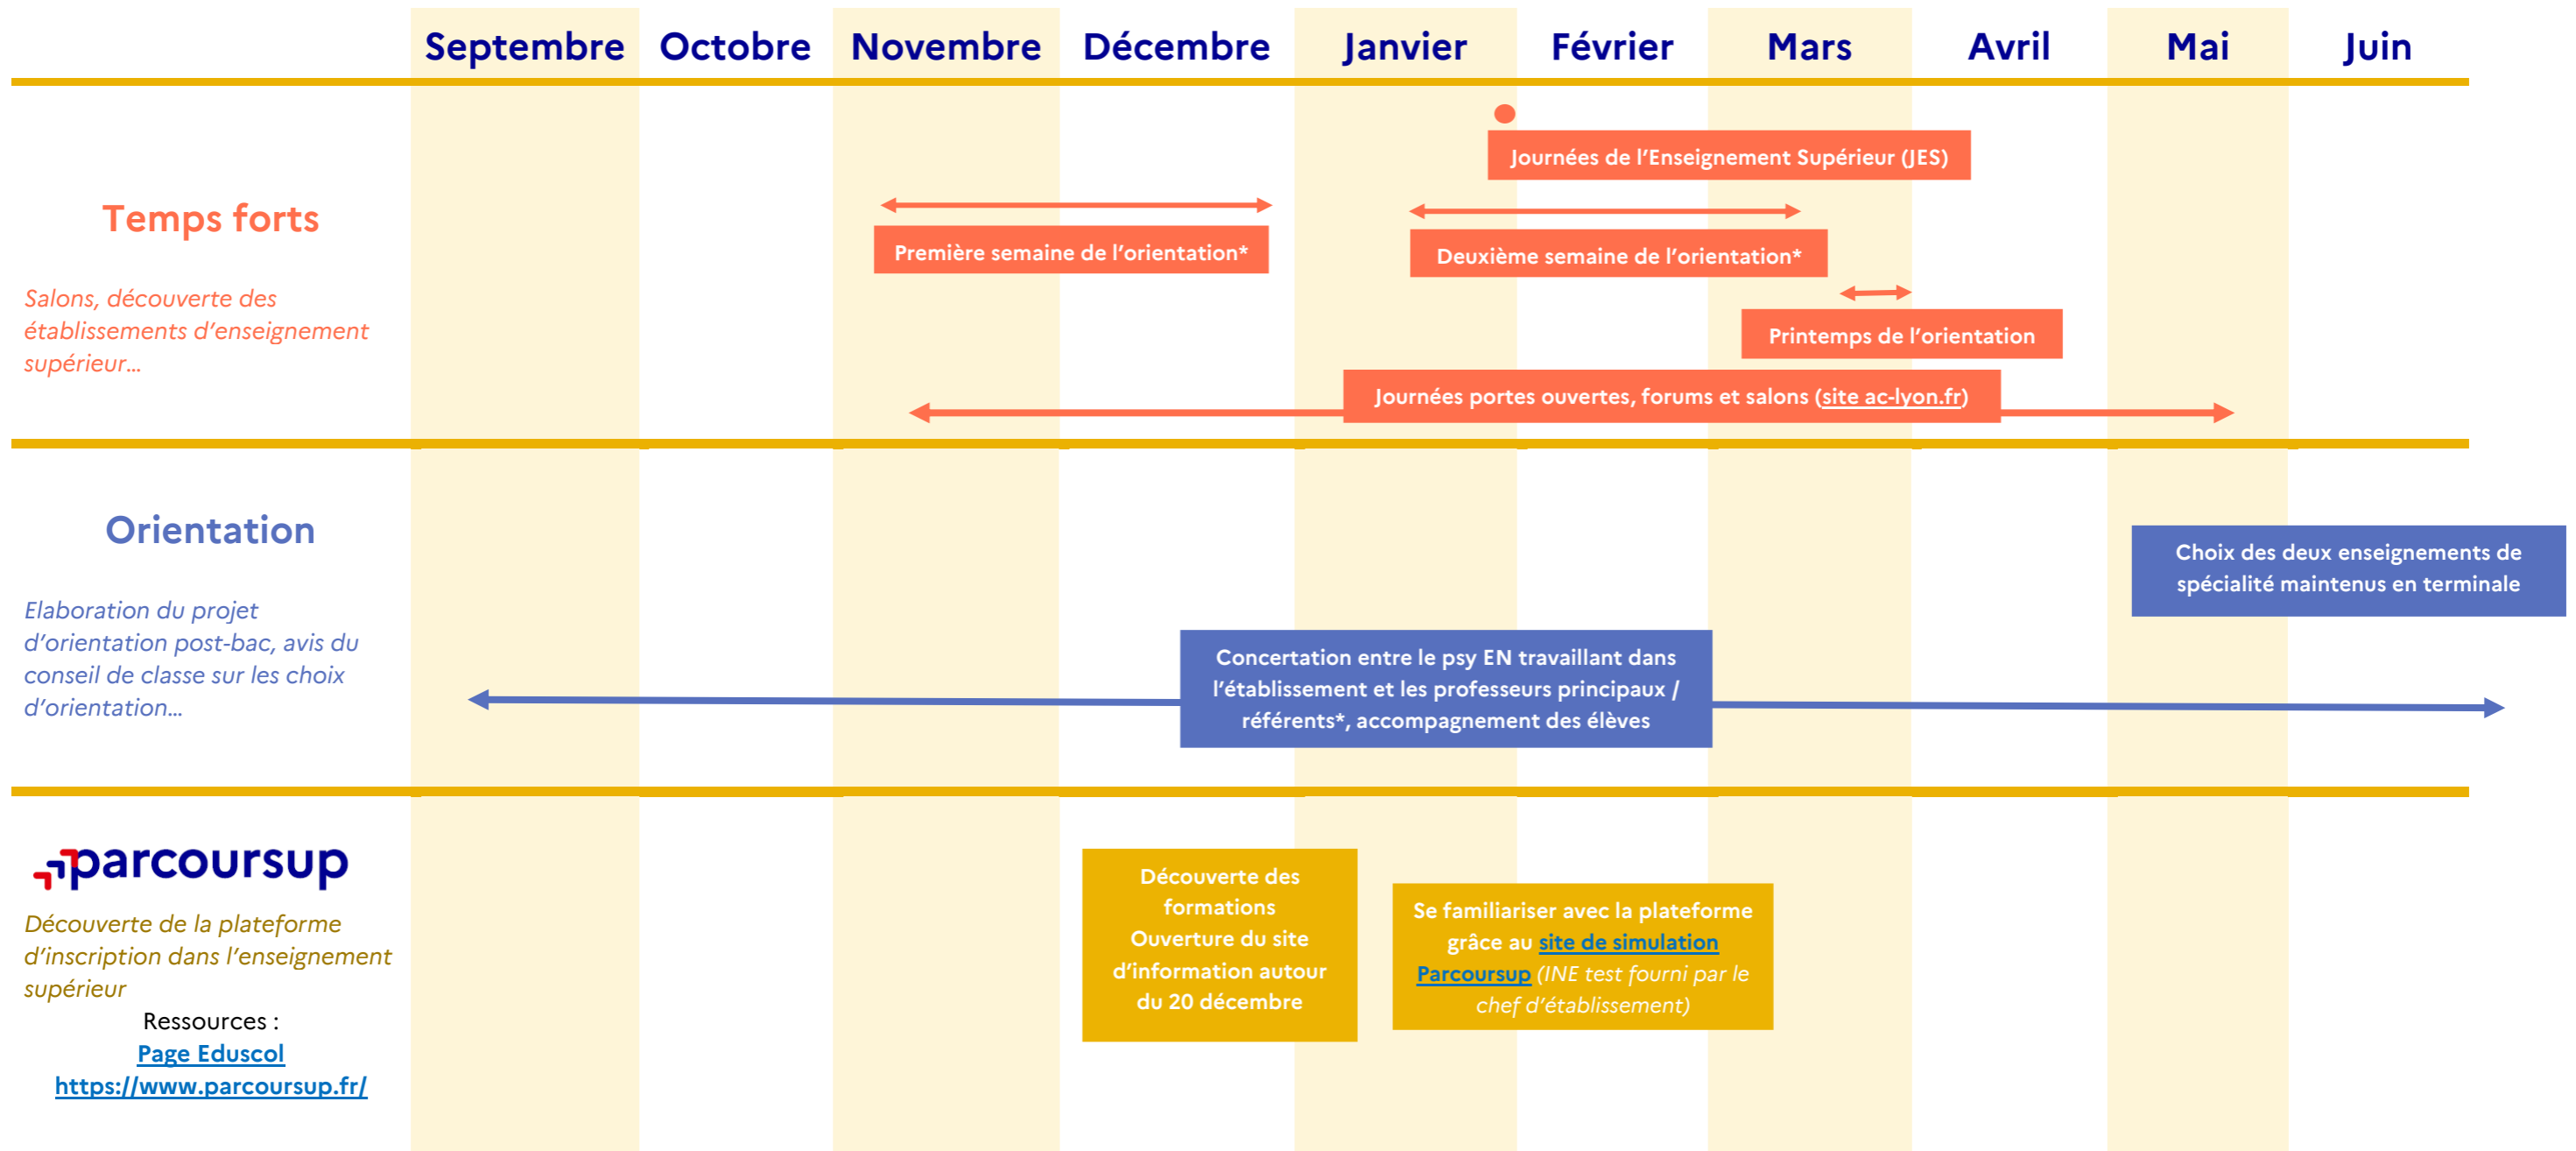 Septembre Octobre Novembre Décembre Janvier Février Mars Avril Mai Juin
Temps forts
Salons, découverte des
établissements d’enseignement
supérieur…
Journées de l’Enseignement Supérieur (JES)
Première semaine de l’orientation*
Deuxième semaine de l’orientation*
Printemps de l’orientation
Journées portes ouvertes, forums et salons (site ac-lyon.fr)
Orientation
Elaboration du projet
d’orientation post-bac, avis du
conseil de classe sur les choix
d’orientation…
Choix des deux enseignements de
spécialité maintenus en terminale
Concertation entre le psy EN travaillant dans
l’établissement et les professeurs principaux /
référents*, accompagnement des élèves
parcoursup
Découverte de la plateforme
d’inscription dans l’enseignement
supérieur
Ressources :
Page Eduscol
https://www.parcoursup.fr/
Découverte des
formations
Ouverture du site
d’information autour
du 20 décembre
Se familiariser avec la plateforme
grâce au site de simulation
Parcoursup (INE test fourni par le
chef d’établissement)